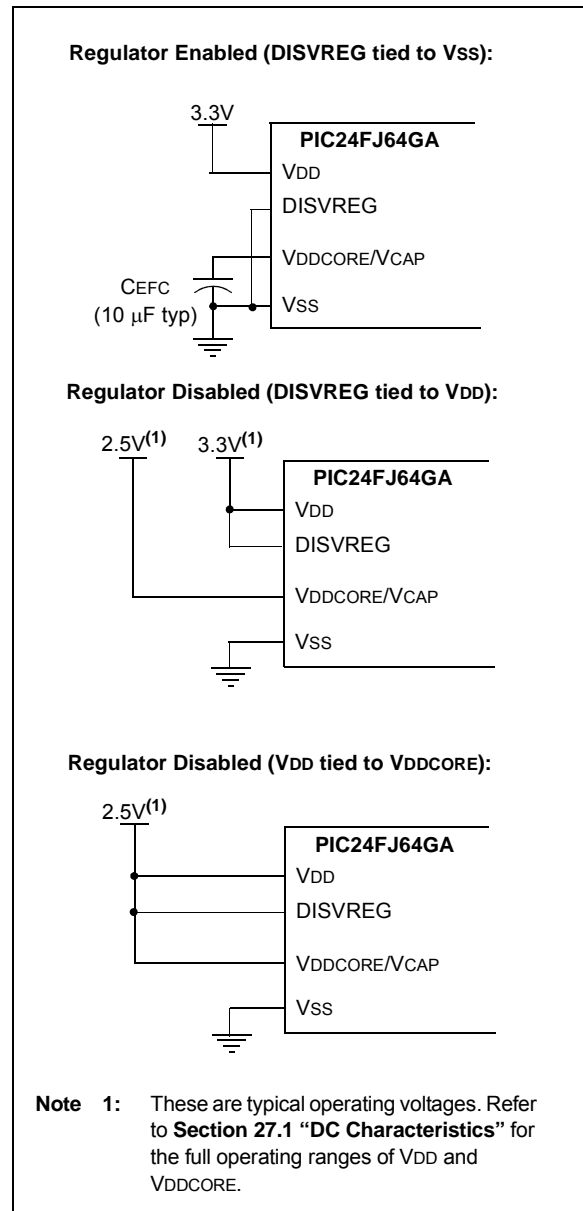 Regulator Enabled (DISVREG tied to VSS):
3.3V
PIC24FJ64GA
VDD
DISVREG
VDDCORE/VCAP
CEFC
(10 μF typ)
VSS
Regulator Disabled (DISVREG tied to VDD):
2.5V(1) 3.3V(1)
PIC24FJ64GA
VDD
DISVREG
VDDCORE/VCAP
VSS
Regulator Disabled (VDD tied to VDDCORE):
2.5V(1)
PIC24FJ64GA
VDD
DISVREG
VDDCORE/VCAP
VSS
Note 1: These are typical operating voltages. Refer
to Section 27.1 “DC Characteristics” for
the full operating ranges of VDD and
VDDCORE.